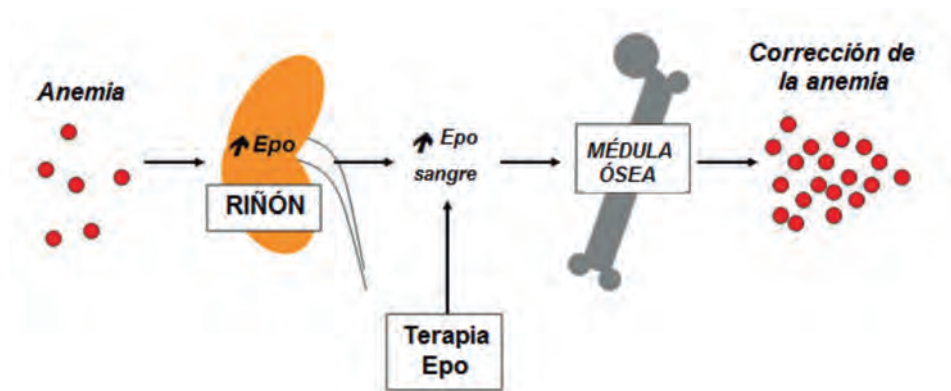 Anemia
Epo
RIÑÓN
Epo
sangre
Terapia
Epo
MÉDULA
ÓSEA
Corrección de
la anemia